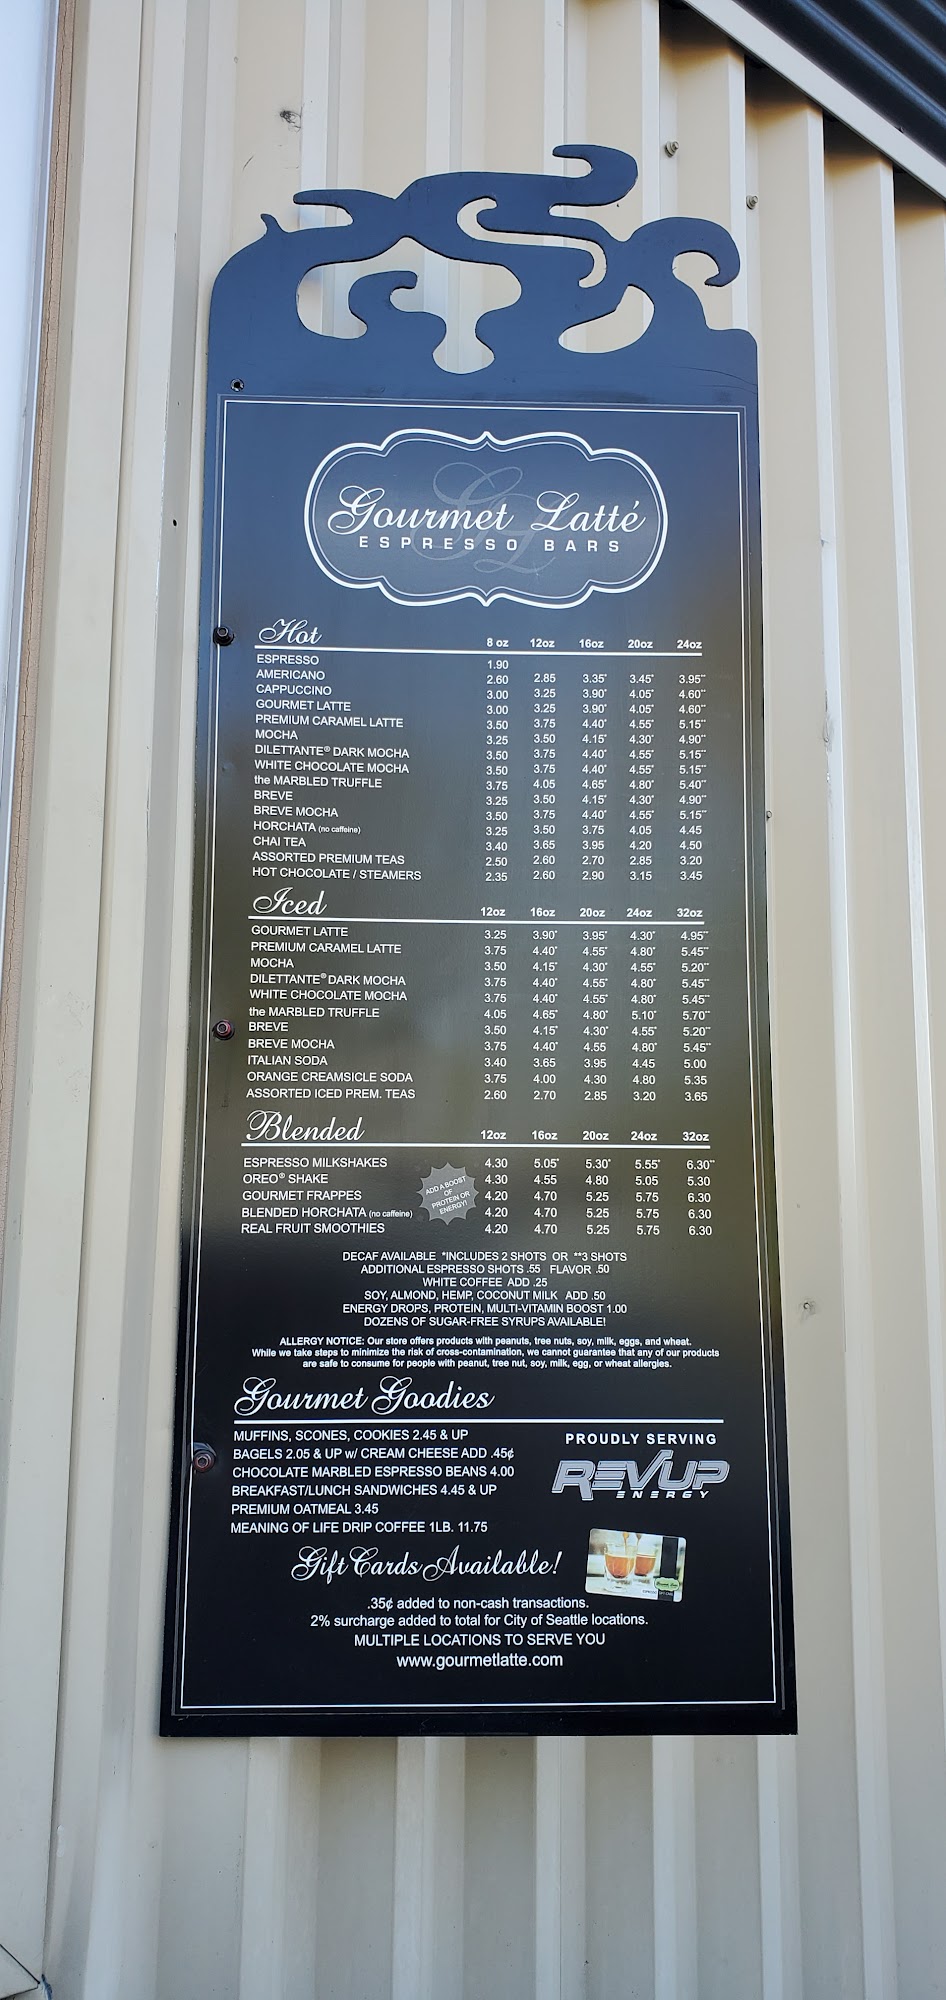 Gourmet Latté
ESPRESSO BARS
Hot 8 oz 12oz 16oz 20oz 24oz
ESPRESSO 1.90
AMERICANO 2.60 2.85 3.35* 3.45* 3.95**
CAPPUCCINO 3.00 3.25 3.90* 4.05* 4.60**
GOURMET LATTE 3.00 3.25 3.90* 4.05* 4.60**
PREMIUM CARAMEL LATTE 3.50 3.75 4.40* 4.55* 5.15**
MOCHA 3.25 3.50 4.15* 4.30* 4.90**
DILETTANTE® DARK MOCHA 3.50 3.75 4.40* 4.55* 5.15**
WHITE CHOCOLATE MOCHA 3.50 3.75 4.40* 4.55* 5.15**
the MARBLED TRUFFLE 3.75 4.05 4.65* 4.80* 5.40**
BREVE 3.25 3.50 4.15* 4.30* 4.90**
BREVE MOCHA 3.50 3.75 4.40* 4.55* 5.15**
HORCHATA (no caffeine) 3.25 3.50 3.75 4.05 4.45
CHAI TEA 3.40 3.65 3.95 4.20 4.50
ASSORTED PREMIUM TEAS 2.50 2.60 2.70 2.85 3.20
HOT CHOCOLATE / STEAMERS 2.35 2.60 2.90 3.15 3.45
Iced 12oz 16oz 20oz 24oz 32oz
GOURMET LATTE 3.25 3.90* 3.95* 4.30* 4.95**
PREMIUM CARAMEL LATTE 3.75 4.40* 4.55* 4.80* 5.45**
MOCHA 3.50 4.15* 4.30* 4.55* 5.20**
DILETTANTE® DARK MOCHA 3.75 4.40* 4.55* 4.80* 5.45**
WHITE CHOCOLATE MOCHA 3.75 4.40* 4.55* 4.80* 5.45**
the MARBLED TRUFFLE 4.05 4.65* 4.80* 5.10* 5.70**
BREVE 3.50 4.15* 4.30* 4.55* 5.20**
BREVE MOCHA 3.75 4.40* 4.55 4.80* 5.45**
ITALIAN SODA 3.40 3.65 3.95 4.45 5.00
ORANGE CREAMSICLE SODA 3.75 4.00 4.30 4.80 5.35
ASSORTED ICED PREM. TEAS 2.60 2.70 2.85 3.20 3.65
Blended 12oz 16oz 20oz 24oz 32oz
ESPRESSO MILKSHAKES 4.30 5.05* 5.30* 5.55* 6.30**
OREO® SHAKE 4.30 4.55 4.80 5.05 5.30
GOURMET FRAPPES 4.20 4.70 5.25 5.75 6.30
BLENDED HORCHATA (no caffeine) 4.20 4.70 5.25 5.75 6.30
REAL FRUIT SMOOTHIES 4.20 4.70 5.25 5.75 6.30
ADD A BOOST
OF
PROTEIN OR
ENERGY!
DECAF AVAILABLE *INCLUDES 2 SHOTS OR **3 SHOTS
ADDITIONAL ESPRESSO SHOTS .55 FLAVOR .50
WHITE COFFEE ADD .25
SOY, ALMOND, HEMP, COCONUT MILK ADD .50
ENERGY DROPS, PROTEIN, MULTI-VITAMIN BOOST 1.00
DOZENS OF SUGAR-FREE SYRUPS AVAILABLE!
ALLERGY NOTICE: Our store offers products with peanuts, tree nuts, soy, milk, eggs, and wheat.
While we take steps to minimize the risk of cross-contamination, we cannot guarantee that any of our products
are safe to consume for people with peanut, tree nut, soy, milk, egg, or wheat allergies.
Gourmet Goodies
MUFFINS, SCONES, COOKIES 2.45 & UP
BAGELS 2.05 & UP w/ CREAM CHEESE ADD .45¢
CHOCOLATE MARBLED ESPRESSO BEANS 4.00
BREAKFAST/LUNCH SANDWICHES 4.45 & UP
PREMIUM OATMEAL 3.45
MEANING OF LIFE DRIP COFFEE 1LB. 11.75
PROUDLY SERVING
REVUP
ENERGY
Gift Cards Available!
.35¢ added to non-cash transactions.
2% surcharge added to total for City of Seattle locations.
MULTIPLE LOCATIONS TO SERVE YOU
www.gourmetlatte.com